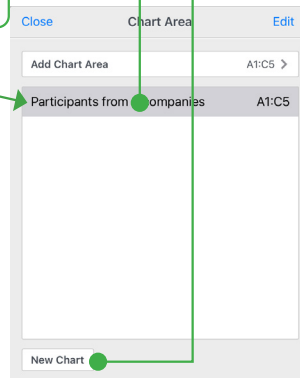 Close Chart Area Edit
Add Chart Area A1:C5
Participants from companies A1:C5
New Chart